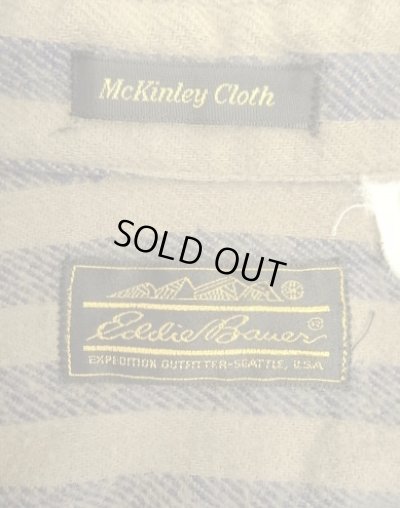 McKinley Cloth
SOLD OUT
Eddie Bauer ®
EXPEDITION OUTFITTER-SEATTLE, U.S.A